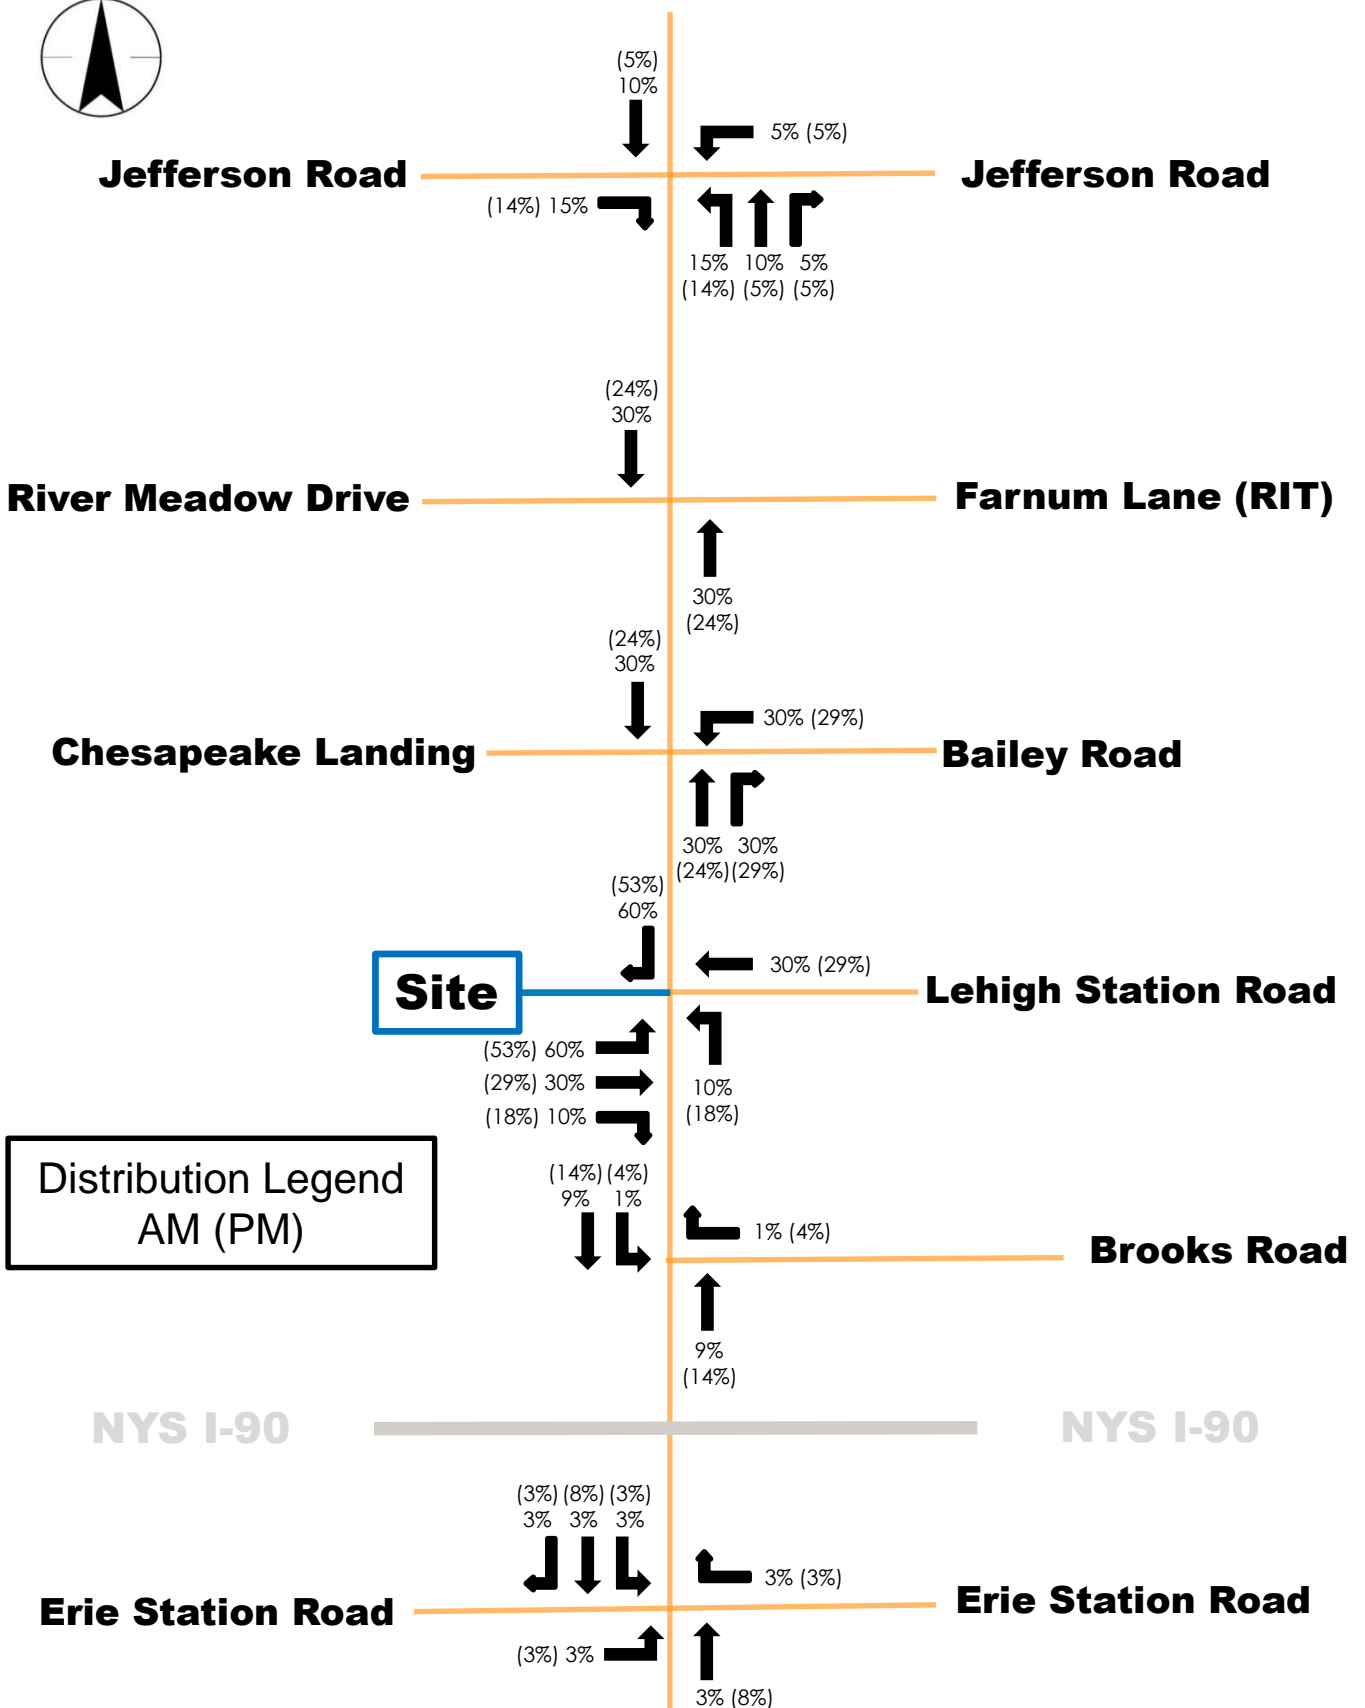 (5%)
10%
5% (5%)
Jefferson Road
Jefferson Road
(14%) 15%
15% 10% 5%
(14%) (5%) (5%)
(24%)
30%
River Meadow Drive
Farnum Lane (RIT)
30%
(24%)
(24%)
30%
30% (29%)
Chesapeake Landing
Bailey Road
30% 30%
(24%) (29%)
(53%)
60%
30% (29%)
Site
Lehigh Station Road
(53%) 60%
(29%) 30%
(18%) 10%
10%
(18%)
Distribution Legend
AM (PM)
(14%) (4%)
9% 1%
1% (4%)
Brooks Road
9%
(14%)
NYS I-90
NYS I-90
(3%) (8%) (3%)
3% 3% 3%
3% (3%)
Erie Station Road
Erie Station Road
(3%) 3%
3% (8%)